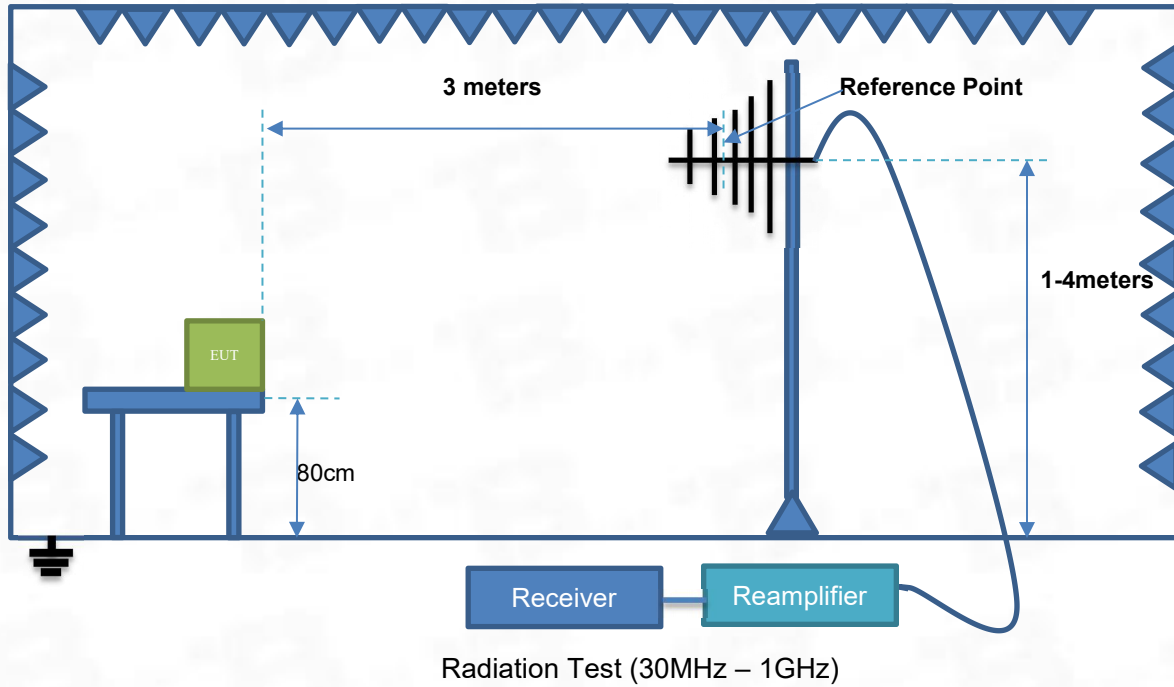 3 meters
Reference Point
1-4meters
EUT
80cm
Receiver
Reamplifier
Radiation Test (30MHz – 1GHz)